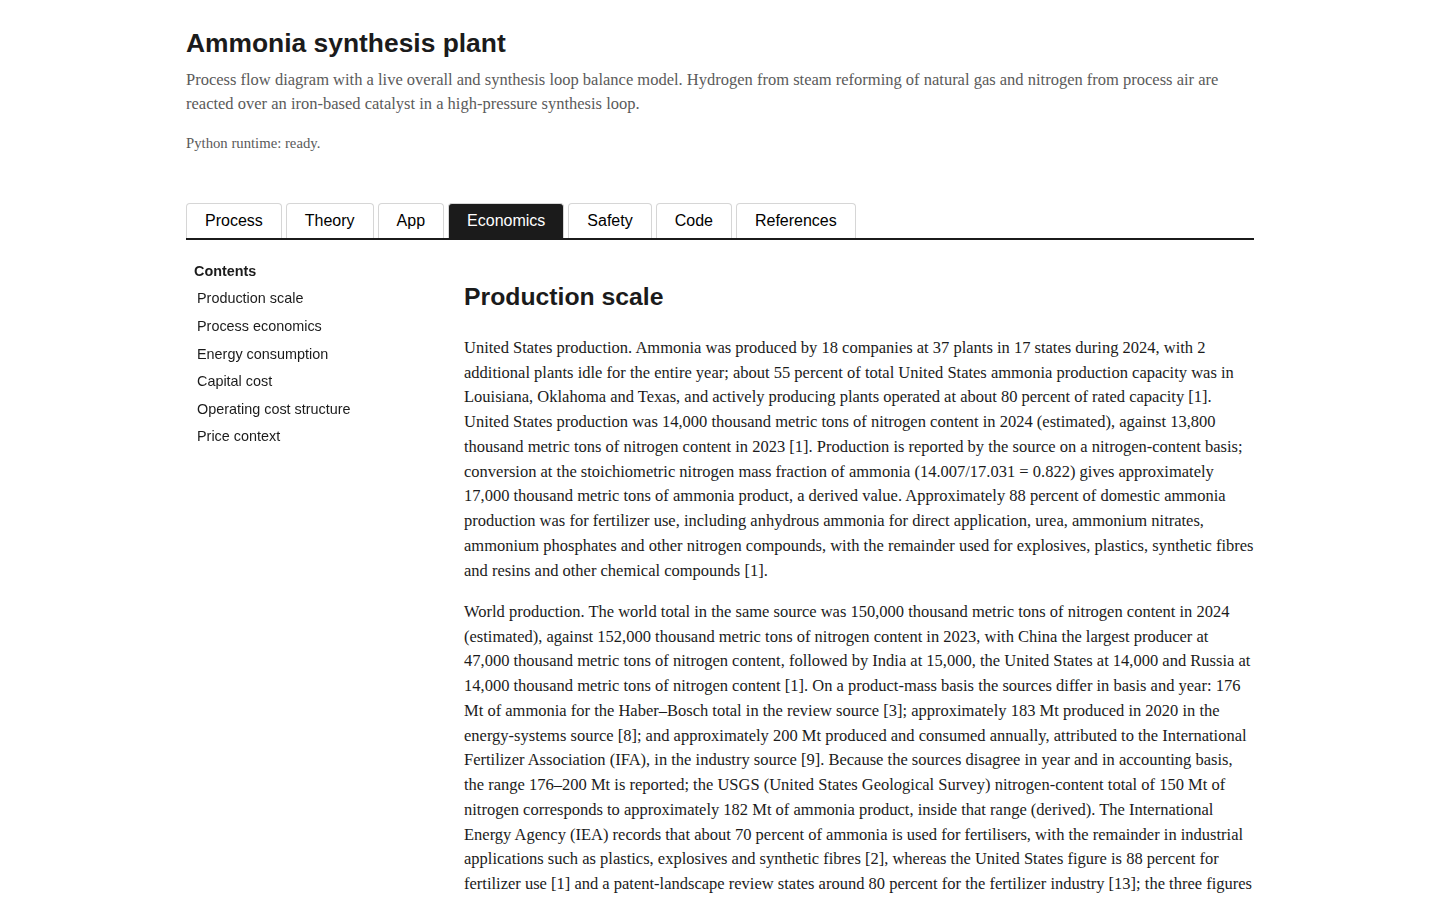 Ammonia synthesis plant
Process flow diagram with a live overall and synthesis loop balance model. Hydrogen from steam reforming of natural gas and nitrogen from process air are
reacted over an iron-based catalyst in a high-pressure synthesis loop.
Python runtime: ready.
Process
Theory
App
Economics
Safety
Code
References
Contents
Production scale
Process economics
Energy consumption
Capital cost
Operating cost structure
Price context
Production scale
United States production. Ammonia was produced by 18 companies at 37 plants in 17 states during 2024, with 2
additional plants idle for the entire year; about 55 percent of total United States ammonia production capacity was in
Louisiana, Oklahoma and Texas, and actively producing plants operated at about 80 percent of rated capacity [1].
United States production was 14,000 thousand metric tons of nitrogen content in 2024 (estimated), against 13,800
thousand metric tons of nitrogen content in 2023 [1]. Production is reported by the source on a nitrogen-content basis;
conversion at the stoichiometric nitrogen mass fraction of ammonia (14.007/17.031 = 0.822) gives approximately
17,000 thousand metric tons of ammonia product, a derived value. Approximately 88 percent of domestic ammonia
production was for fertilizer use, including anhydrous ammonia for direct application, urea, ammonium nitrates,
ammonium phosphates and other nitrogen compounds, with the remainder used for explosives, plastics, synthetic fibres
and resins and other chemical compounds [1].
World production. The world total in the same source was 150,000 thousand metric tons of nitrogen content in 2024
(estimated), against 152,000 thousand metric tons of nitrogen content in 2023, with China the largest producer at
47,000 thousand metric tons of nitrogen content, followed by India at 15,000, the United States at 14,000 and Russia at
14,000 thousand metric tons of nitrogen content [1]. On a product-mass basis the sources differ in basis and year: 176
Mt of ammonia for the Haber–Bosch total in the review source [3]; approximately 183 Mt produced in 2020 in the
energy-systems source [8]; and approximately 200 Mt produced and consumed annually, attributed to the International
Fertilizer Association (IFA), in the industry source [9]. Because the sources disagree in year and in accounting basis,
the range 176–200 Mt is reported; the USGS (United States Geological Survey) nitrogen-content total of 150 Mt of
nitrogen corresponds to approximately 182 Mt of ammonia product, inside that range (derived). The International
Energy Agency (IEA) records that about 70 percent of ammonia is used for fertilisers, with the remainder in industrial
applications such as plastics, explosives and synthetic fibres [2], whereas the United States figure is 88 percent for
fertilizer use [1] and a patent-landscape review states around 80 percent for the fertilizer industry [13]; the three figures